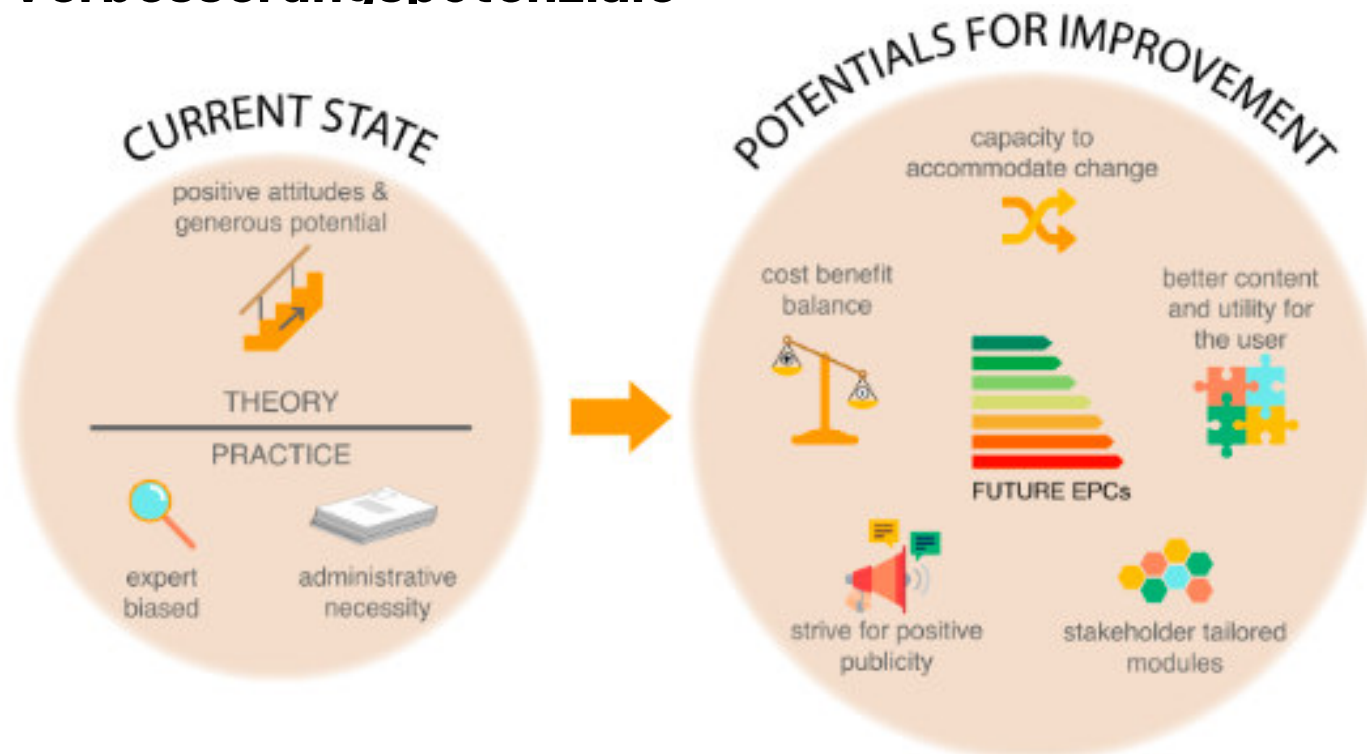 Verbesserungspotenziale
CURRENT STATE
positive attitudes &
generous potential
THEORY
PRACTICE
expert
biased
administrative
necessity
POTENTIALS FOR IMPROVEMENT
capacity to
accommodate change
cost benefit
balance
better content
and utility for
the user
FUTURE EPCs
strive for positive
publicity
stakeholder tailored
modules